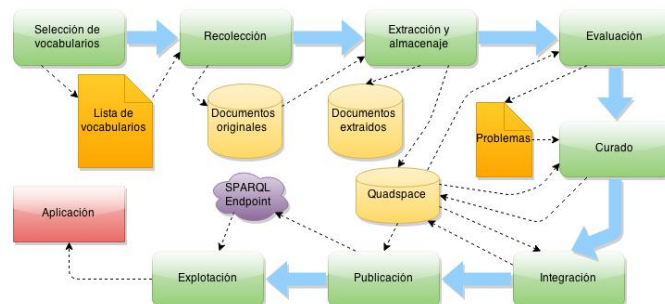 Selección de
vocabularios
Recolección
Extracción y
almacenaje
Evaluación
Lista de
vocabularios
Documentos
originales
Documentos
extraidos
Problemas
Curado
Aplicación
SPARQL
Endpoint
Quadspace
Explotación
Publicación
Integración